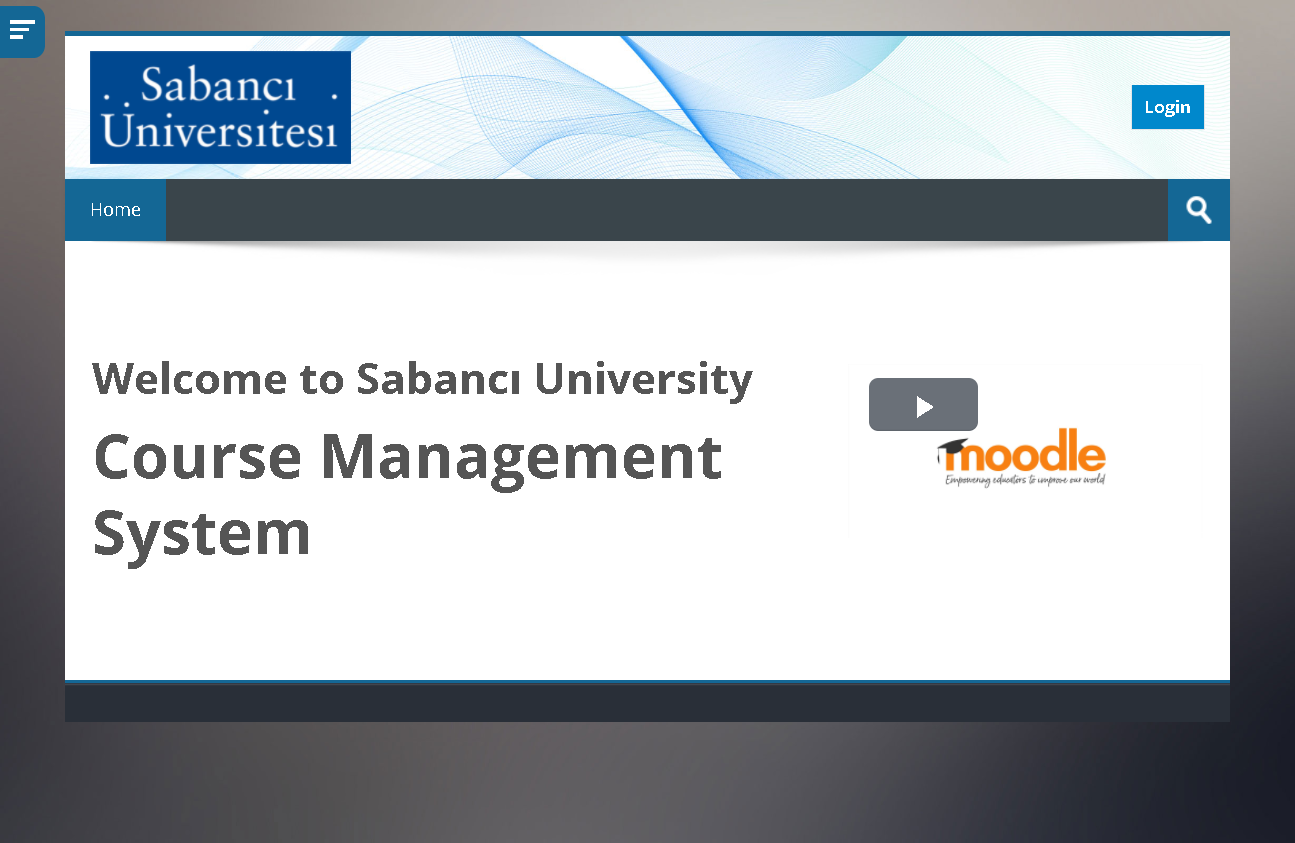 Sabancı
Üniversitesi
Login
Home
Welcome to Sabancı University
Course Management
System
moodle
Empowering educators to improve our world